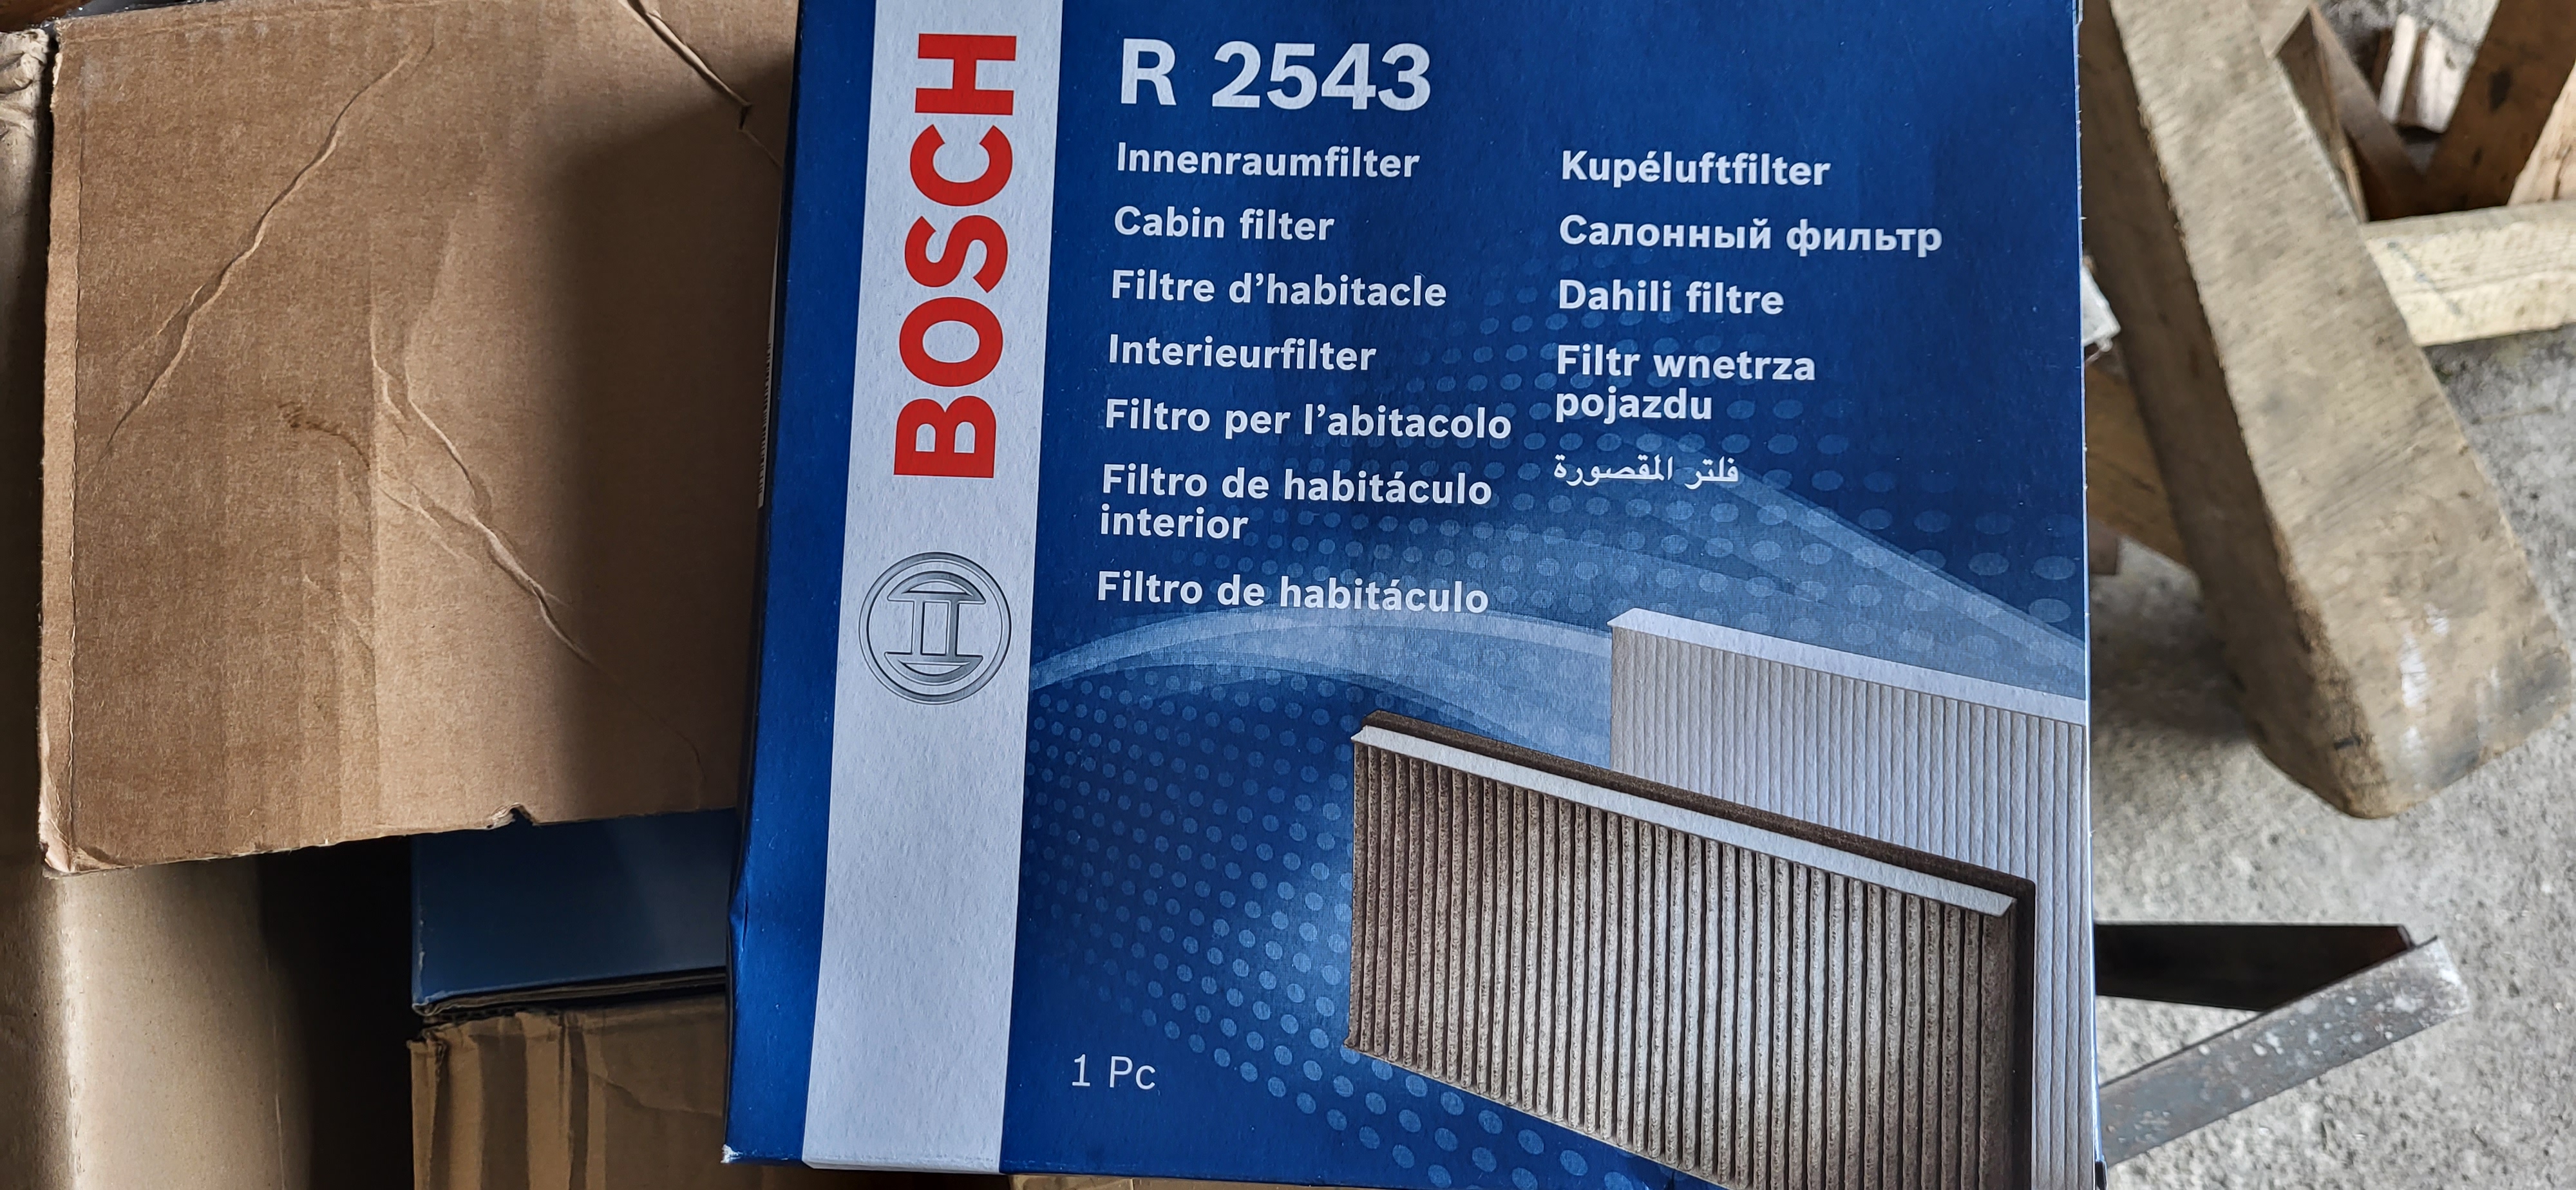 BOSCH
R 2543
Innenraumfilter
Cabin filter
Filtre d'habitacle
Interieurfilter
Filtro per l'abitacolo
Filtro de habitáculo
interior
Filtro de habitáculo
Kupéluftfilter
Салонный фильтр
Dahili filtre
Filtr wnetrza
pojazdu
فلتر المقصورة
1 Pc